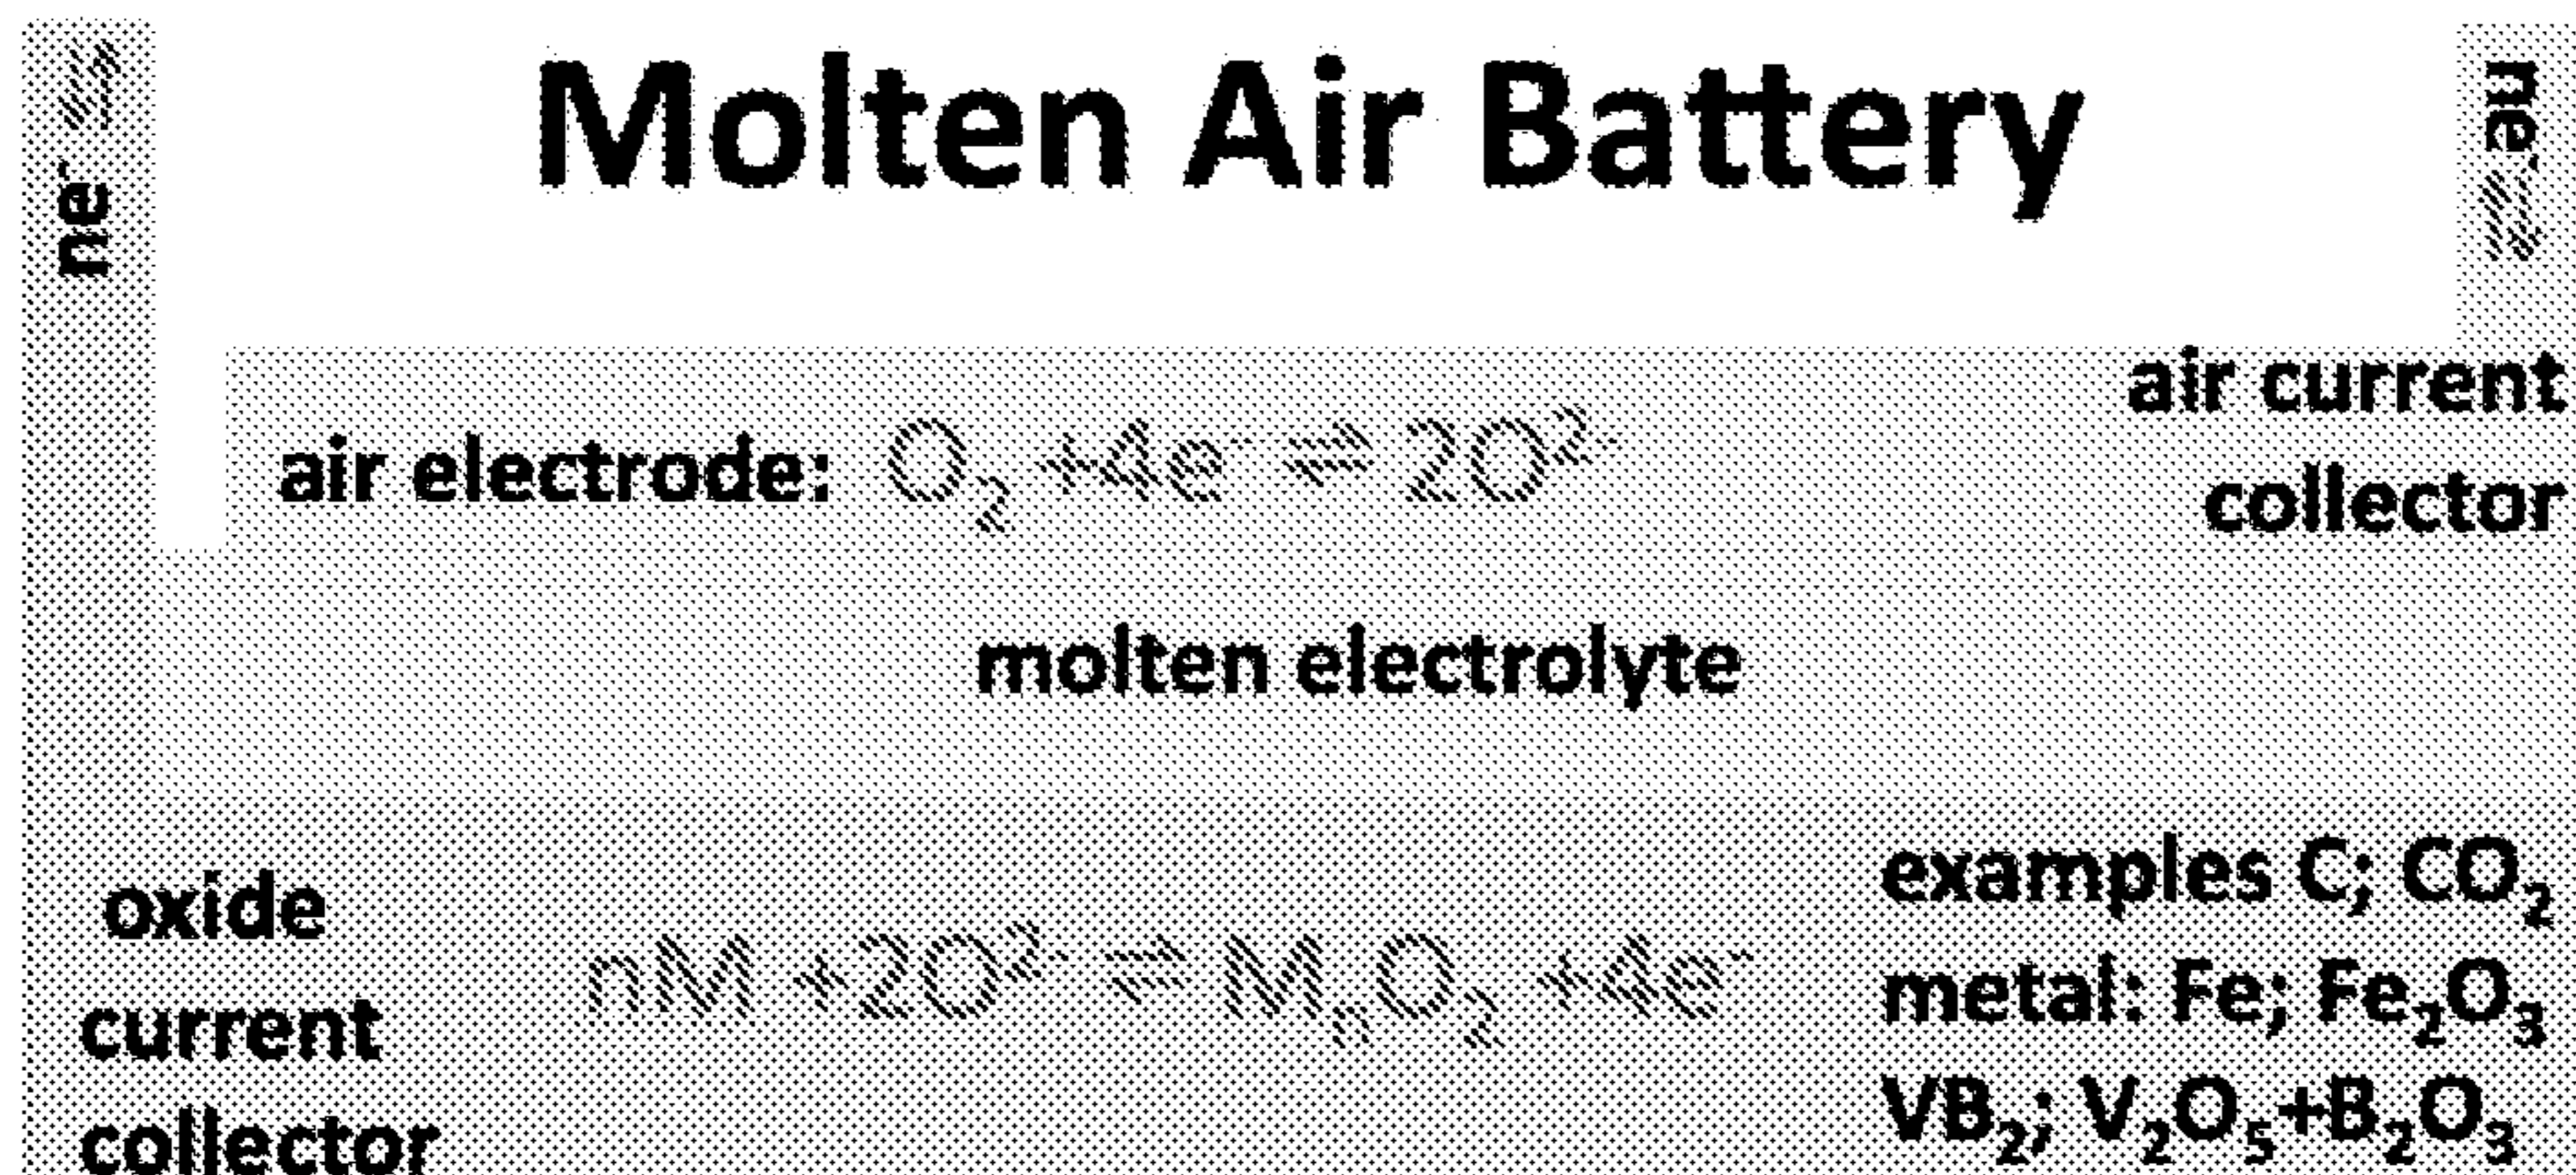 Molten Air Battery
ne⁻ ⇌
ne⁻ ⇌
air current
collector
air electrode: O₂ +4e⁻ ⇌ 2O²⁻
molten electrolyte
oxide
current
collector
nM +2O²⁻ ⇌ MₙO₂ +4e⁻
examples C; CO₂
metal: Fe; Fe₂O₃
VB₂; V₂O₅+B₂O₃